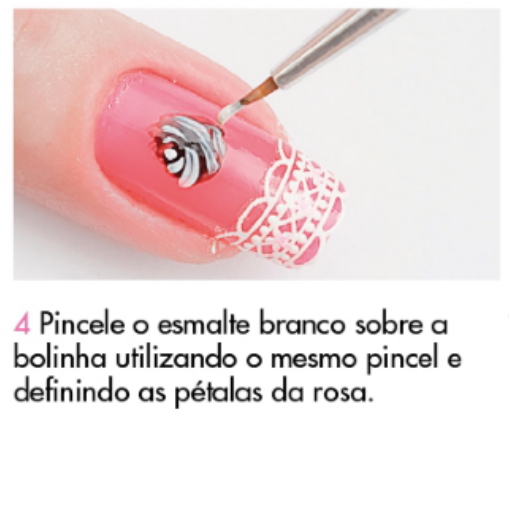 4 Pincele o esmalte branco sobre a
bolinha utilizando o mesmo pincel e
definindo as pétalas da rosa.